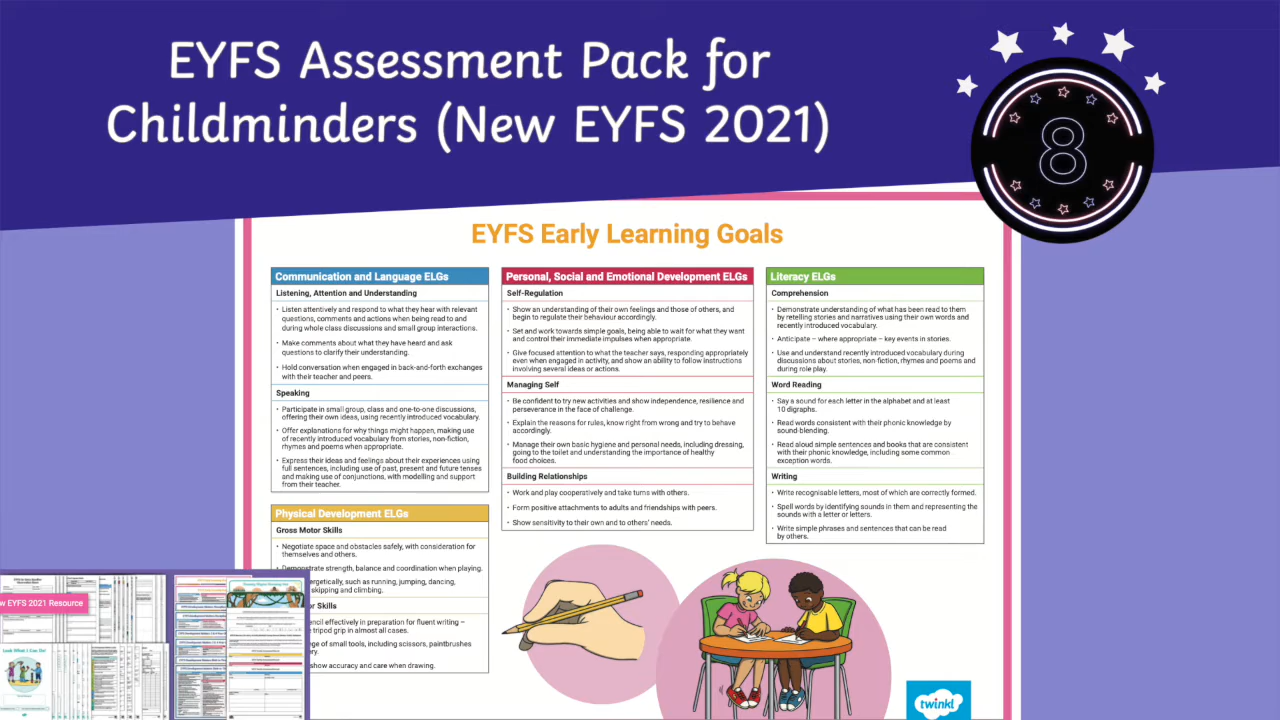 EYFS Assessment Pack for
Childminders (New EYFS 2021)
8
EYFS Early Learning Goals
Communication and Language ELGs
Listening, Attention and Understanding
• Listen attentively and respond to what they hear with relevant
questions, comments and actions when being read to and
during whole class discussions and small group interactions.
• Make comments about what they have heard and ask
questions to clarify their understanding.
• Hold conversation when engaged in back-and-forth exchanges
with their teacher and peers.
Speaking
• Participate in small group, class and one-to-one discussions,
offering their own ideas, using recently introduced vocabulary.
• Offer explanations for why things might happen, making use
of recently introduced vocabulary from stories, non-fiction,
rhymes and poems when appropriate.
• Express their ideas and feelings about their experiences using
full sentences, including use of past, present and future tenses
and making use of conjunctions, with modelling and support
from their teacher.
Physical Development ELGs
Gross Motor Skills
• Negotiate space and obstacles safely, with consideration for
themselves and others.
Demonstrate strength, balance and coordination when playing.
ergetically, such as running, jumping, dancing,
skipping and climbing.
or Skills
encil effectively in preparation for fluent writing –
tripod grip in almost all cases.
ge of small tools, including scissors, paintbrushes
ry.
show accuracy and care when drawing.
Personal, Social and Emotional Development ELGs
Self-Regulation
• Show an understanding of their own feelings and those of others, and
begin to regulate their behaviour accordingly.
• Set and work towards simple goals, being able to wait for what they want
and control their immediate impulses when appropriate.
• Give focused attention to what the teacher says, responding appropriately
even when engaged in activity, and show an ability to follow instructions
involving several ideas or actions.
Managing Self
• Be confident to try new activities and show independence, resilience and
perseverance in the face of challenge.
• Explain the reasons for rules, know right from wrong and try to behave
accordingly.
• Manage their own basic hygiene and personal needs, including dressing,
going to the toilet and understanding the importance of healthy
food choices.
Building Relationships
• Work and play cooperatively and take turns with others.
• Form positive attachments to adults and friendships with peers.
• Show sensitivity to their own and to others' needs.
Literacy ELGs
Comprehension
• Demonstrate understanding of what has been read to them
by retelling stories and narratives using their own words and
recently introduced vocabulary.
• Anticipate – where appropriate – key events in stories.
• Use and understand recently introduced vocabulary during
discussions about stories, non-fiction, rhymes and poems and
during role play.
Word Reading
• Say a sound for each letter in the alphabet and at least
10 digraphs.
• Read words consistent with their phonic knowledge by
sound-blending.
• Read aloud simple sentences and books that are consistent
with their phonic knowledge, including some common
exception words.
Writing
• Write recognisable letters, most of which are correctly formed.
• Spell words by identifying sounds in them and representing the
sounds with a letter or letters.
• Write simple phrases and sentences that can be read
by others.
w EYFS 2021 Resource
Look What I Can Do!
twinkl